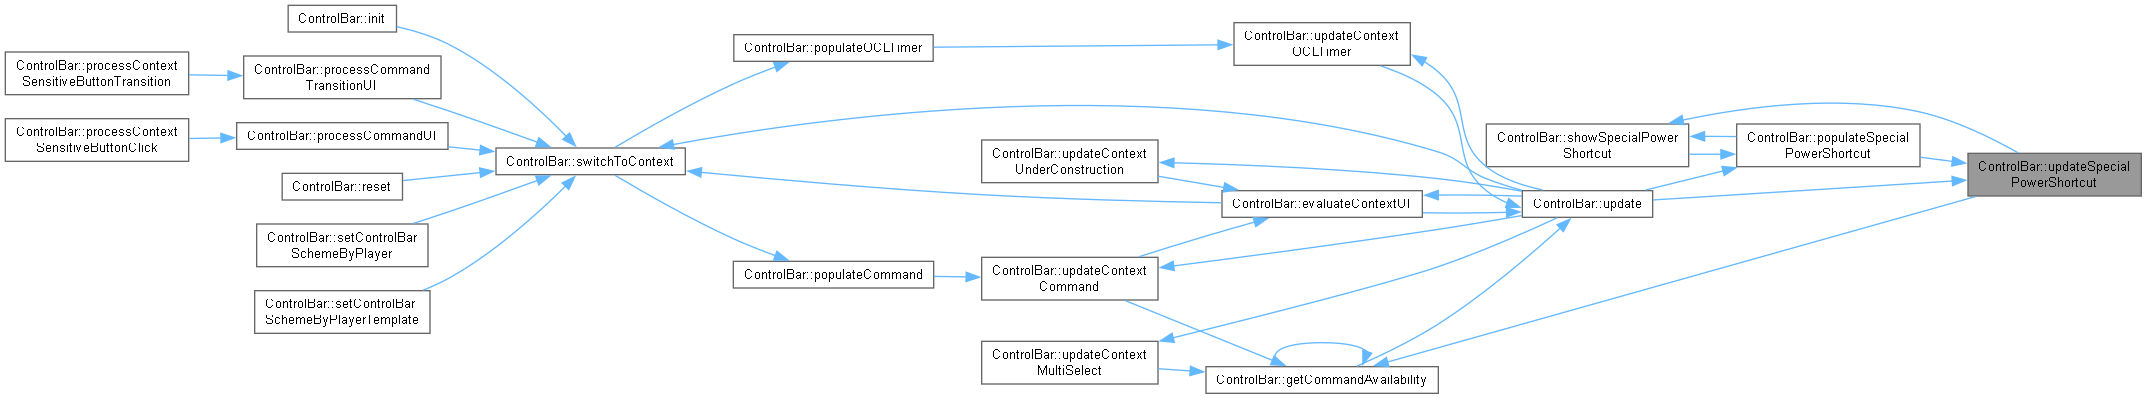 ControlBar::init
ControlBar::processContext
SensitiveButtonTransition
ControlBar::processCommand
TransitionUI
ControlBar::processContext
SensitiveButtonClick
ControlBar::processCommandUI
ControlBar::reset
ControlBar::setControlBar
SchemeByPlayer
ControlBar::setControlBar
SchemeByPlayerTemplate
ControlBar::switchToContext
ControlBar::populateOCLTimer
ControlBar::populateCommand
ControlBar::updateContext
UnderConstruction
ControlBar::updateContext
Command
ControlBar::updateContext
MultiSelect
ControlBar::updateContext
OCLTimer
ControlBar::evaluateContextUI
ControlBar::getCommandAvailability
ControlBar::showSpecialPower
Shortcut
ControlBar::update
ControlBar::populateSpecial
PowerShortcut
ControlBar::updateSpecial
PowerShortcut